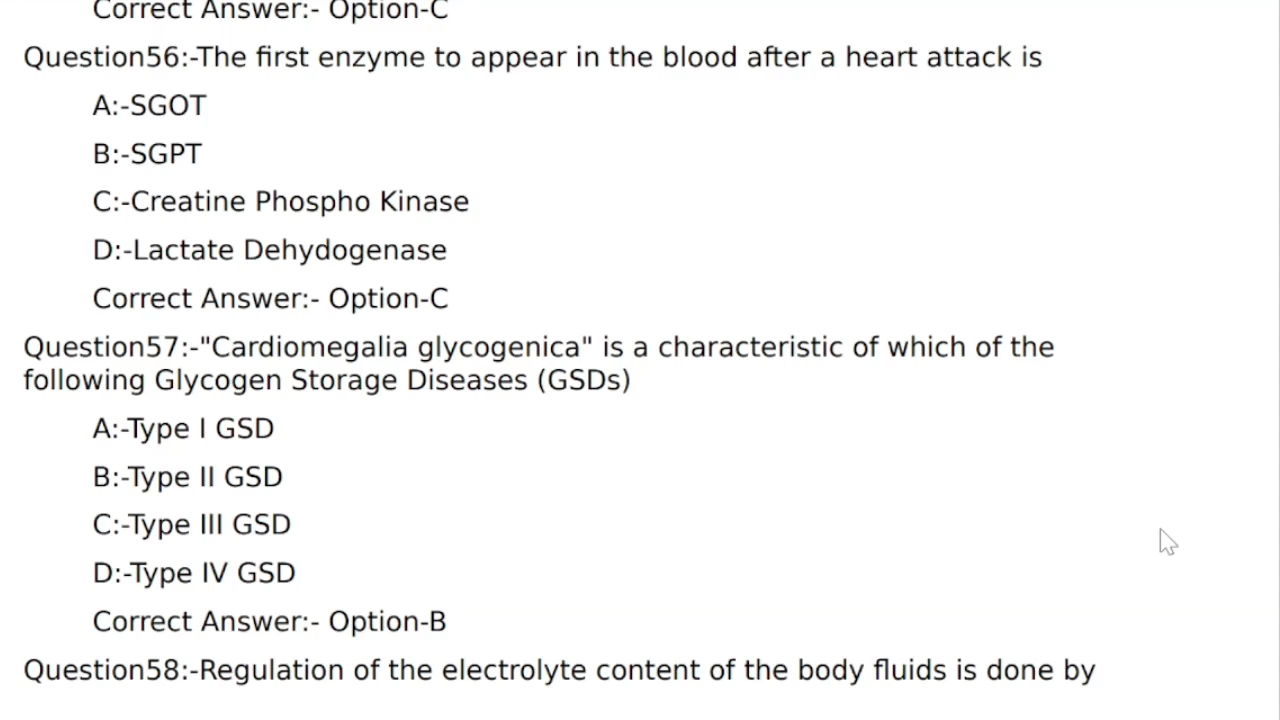 Correct Answer:- Option-C
Question56:-The first enzyme to appear in the blood after a heart attack is
A:-SGOT
B:-SGPT
C:-Creatine Phospho Kinase
D:-Lactate Dehydogenase
Correct Answer:- Option-C
Question57:-"Cardiomegalia glycogenica" is a characteristic of which of the
following Glycogen Storage Diseases (GSDs)
A:-Type I GSD
B:-Type II GSD
C:-Type III GSD
D:-Type IV GSD
Correct Answer:- Option-B
Question58:-Regulation of the electrolyte content of the body fluids is done by